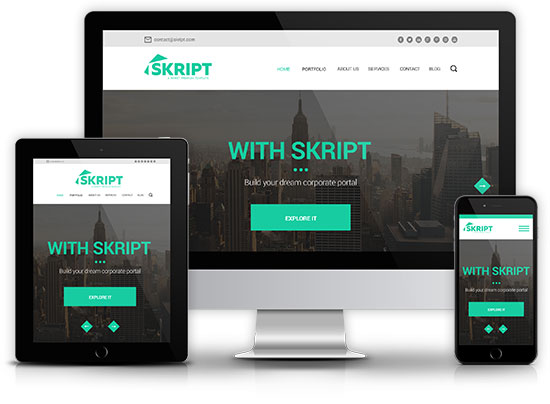 contact@skript.com
SKRIPT
HOME PORTFOLIO ABOUT US SERVICES CONTACT BLOG
WITH SKRIPT
Build your dream corporate portal
EXPLORE IT
SKRIPT
HOME PORTFOLIO ABOUT US SERVICES CONTACT BLOG
WITH SKRIPT
Build your dream corporate portal
EXPLORE IT
SKRIPT
WITH SKRIPT
Build your dream corporate portal
EXPLORE IT